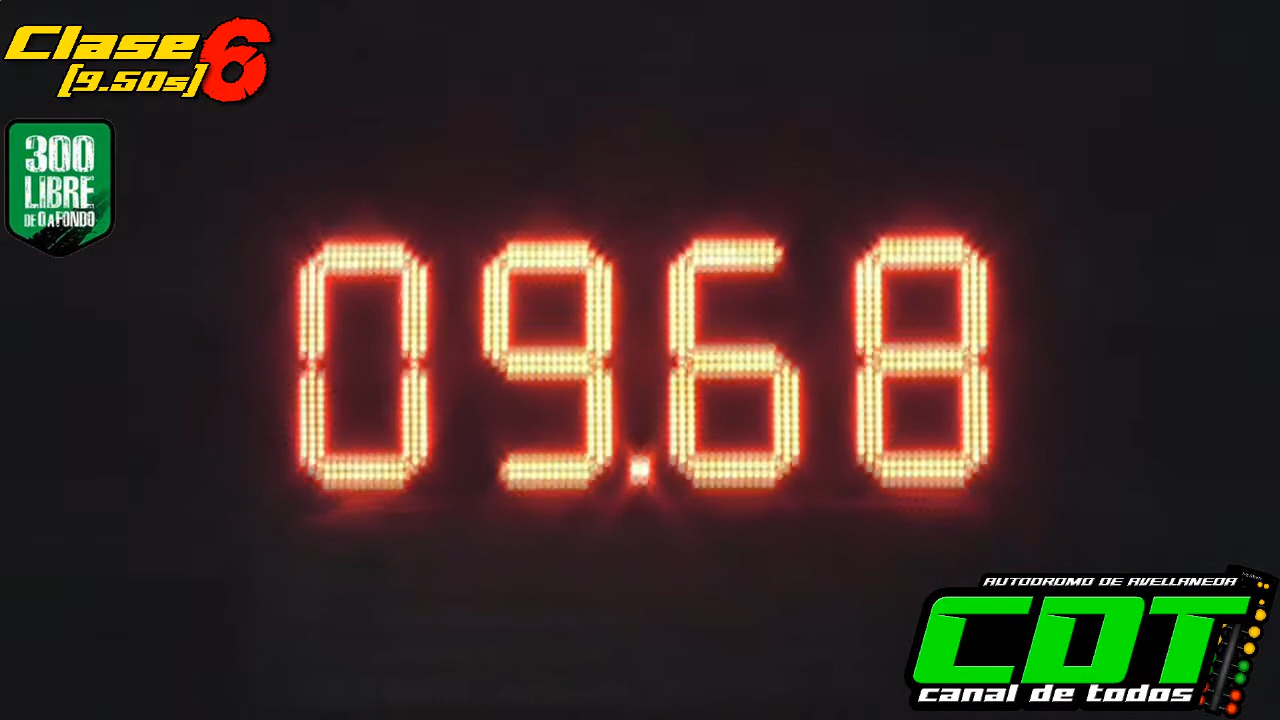 Clase 6
[9.50s]
300
LIBRE
DE 0 A FONDO
09.68
AUTODROMO DE AVELLANEDA
CDT
canal de todos